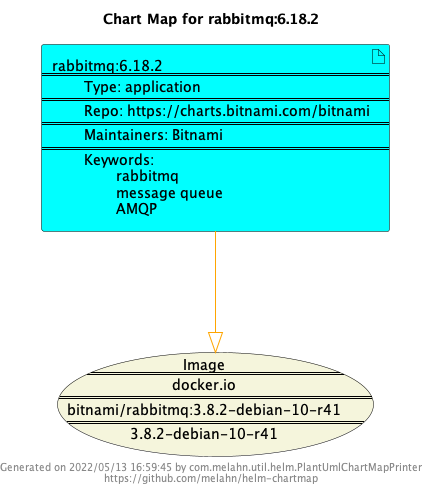 Chart Map for rabbitmq:6.18.2
rabbitmq:6.18.2
Type: application
Repo: https://charts.bitnami.com/bitnami
Maintainers: Bitnami
Keywords:
rabbitmq
message queue
AMQP
Image
docker.io
bitnami/rabbitmq:3.8.2-debian-10-r41
3.8.2-debian-10-r41
Generated on 2022/05/13 16:59:45 by com.melahn.util.helm.PlantUmlChartMapPrinter
https://github.com/melahn/helm-chartmap